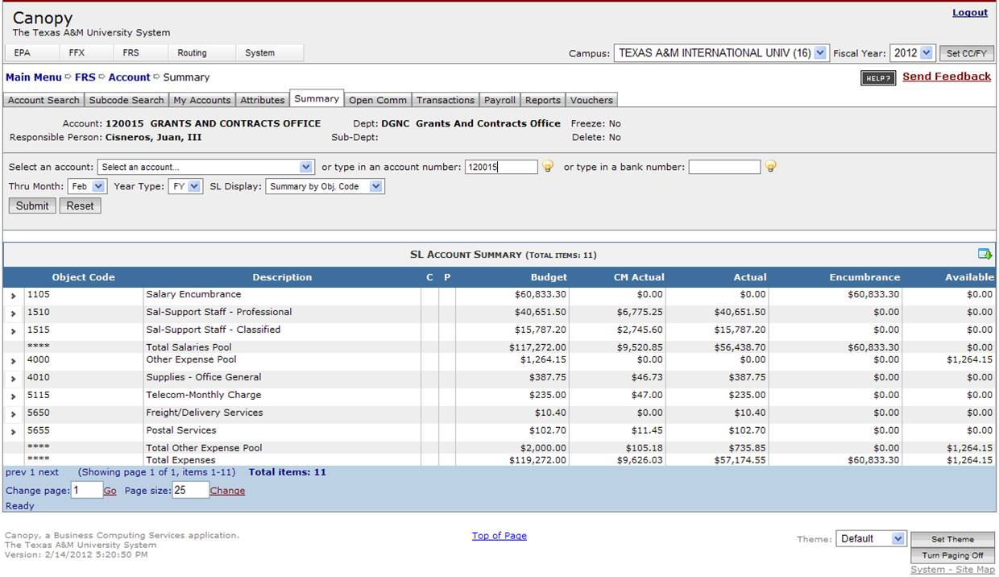 Canopy
Logout
The Texas A&M University System
EPA FFX FRS Routing System
Campus: TEXAS A&M INTERNATIONAL UNIV (16) Fiscal Year: 2012 Set CC/FY
Main Menu FRS Account Summary
HELP? Send Feedback
Account Search Subcode Search My Accounts Attributes Summary Open Comm Transactions Payroll Reports Vouchers
Account: 120015 GRANTS AND CONTRACTS OFFICE Dept: DGNC Grants And Contracts Office Freeze: No
Responsible Person: Cisneros, Juan, III Sub-Dept: Delete: No
Select an account: Select an account... or type in an account number: 120015 or type in a bank number:
Thru Month: Feb Year Type: FY SL Display: Summary by Obj. Code
Submit Reset
SL ACCOUNT SUMMARY (TOTAL ITEMS: 11)
Object Code Description C P Budget CM Actual Actual Encumbrance Available
1105 Salary Encumbrance $60,833.30 $0.00 $0.00 $60,833.30 $0.00
1510 Sal-Support Staff - Professional $40,651.50 $6,775.25 $40,651.50 $0.00 $0.00
1515 Sal-Support Staff - Classified $15,787.20 $2,745.60 $15,787.20 $0.00 $0.00
**** Total Salaries Pool $117,272.00 $9,520.85 $56,438.70 $60,833.30 $0.00
4000 Other Expense Pool $1,264.15 $0.00 $0.00 $0.00 $1,264.15
4010 Supplies - Office General $387.75 $46.73 $387.75 $0.00 $0.00
5115 Telecom-Monthly Charge $235.00 $47.00 $235.00 $0.00 $0.00
5650 Freight/Delivery Services $10.40 $0.00 $10.40 $0.00 $0.00
5655 Postal Services $102.70 $11.45 $102.70 $0.00 $0.00
**** Total Other Expense Pool $2,000.00 $105.18 $735.85 $0.00 $1,264.15
**** Total Expenses $119,272.00 $9,626.03 $57,174.55 $60,833.30 $1,264.15
prev 1 next (Showing page 1 of 1, items 1-11) Total items: 11
Change page: 1 Go Page size: 25 Change
Ready
Canopy, a Business Computing Services application.
The Texas A&M University System
Version: 2/14/2012 5:20:50 PM
Top of Page
Theme: Default Set Theme
Turn Paging Off
System - Site Map